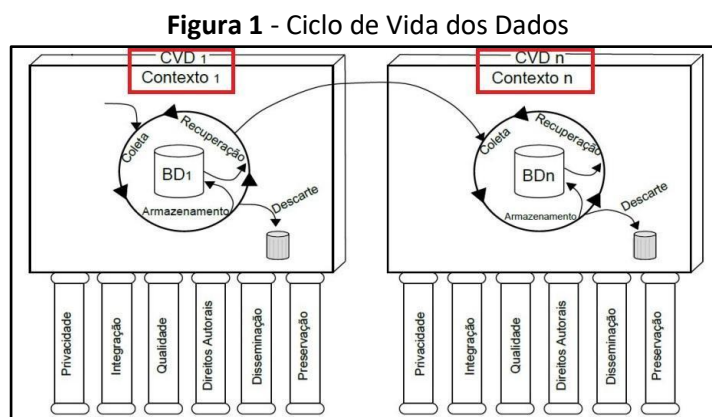 Figura 1 - Ciclo de Vida dos Dados
CVD 1
Contexto 1
Coleta
Recuperação
BD1
Armazenamento
Descarte
Privacidade
Integração
Qualidade
Direitos Autorais
Disseminação
Preservação
CVD n
Contexto n
Coleta
Recuperação
BDn
Armazenamento
Descarte
Privacidade
Integração
Qualidade
Direitos Autorais
Disseminação
Preservação